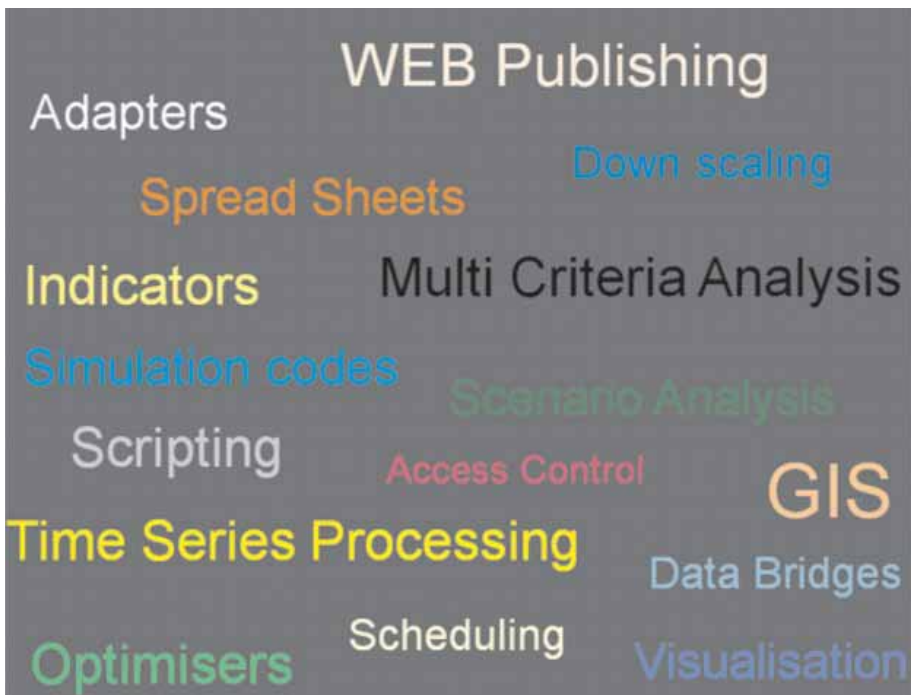 WEB Publishing
Adapters
Down scaling
Spread Sheets
Indicators
Multi Criteria Analysis
Simulation codes
Scenario Analysis
Scripting
Access Control
GIS
Time Series Processing
Data Bridges
Scheduling
Optimisers
Visualisation